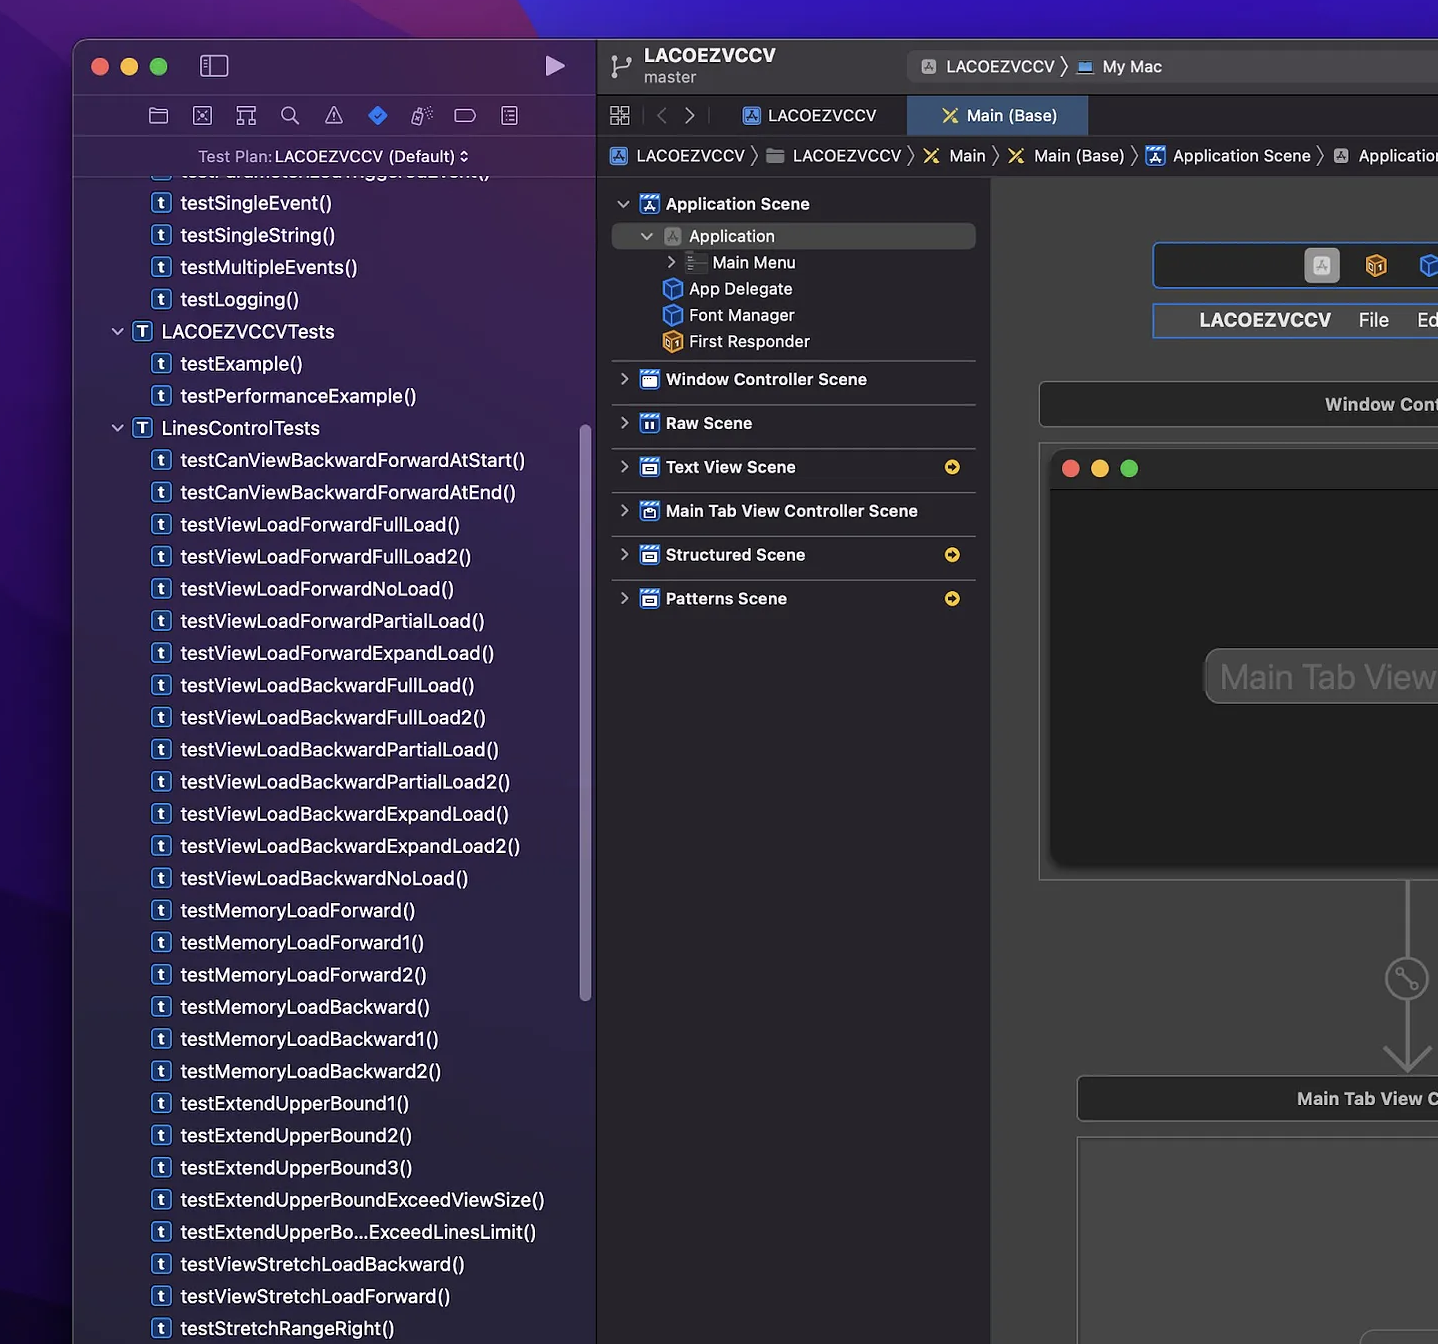 LACOEZVCCV
master
LACOEZVCCV
My Mac
LACOEZVCCV
Main (Base)
Test Plan: LACOEZVCCV (Default)
LACOEZVCCV
LACOEZVCCV
Main
Main (Base)
Application Scene
testSingleEvent()
testSingleString()
testMultipleEvents()
testLogging()
LACOEZVCCVTests
testExample()
testPerformanceExample()
LinesControlTests
testCanViewBackwardForwardAtStart()
testCanViewBackwardForwardAtEnd()
testViewLoadForwardFullLoad()
testViewLoadForwardFullLoad2()
testViewLoadForwardNoLoad()
testViewLoadForwardPartialLoad()
testViewLoadForwardExpandLoad()
testViewLoadBackwardFullLoad()
testViewLoadBackwardFullLoad2()
testViewLoadBackwardPartialLoad()
testViewLoadBackwardPartialLoad2()
testViewLoadBackwardExpandLoad()
testViewLoadBackwardExpandLoad2()
testViewLoadBackwardNoLoad()
testMemoryLoadForward()
testMemoryLoadForward1()
testMemoryLoadForward2()
testMemoryLoadBackward()
testMemoryLoadBackward1()
testMemoryLoadBackward2()
testExtendUpperBound1()
testExtendUpperBound2()
testExtendUpperBound3()
testExtendUpperBoundExceedViewSize()
testExtendUpperBo...ExceedLinesLimit()
testViewStretchLoadBackward()
testViewStretchLoadForward()
testStretchRangeRight()
Application Scene
Application
Main Menu
App Delegate
Font Manager
First Responder
Window Controller Scene
Raw Scene
Text View Scene
Main Tab View Controller Scene
Structured Scene
Patterns Scene
LACOEZVCCV File
Window
Main Tab View
Main Tab View